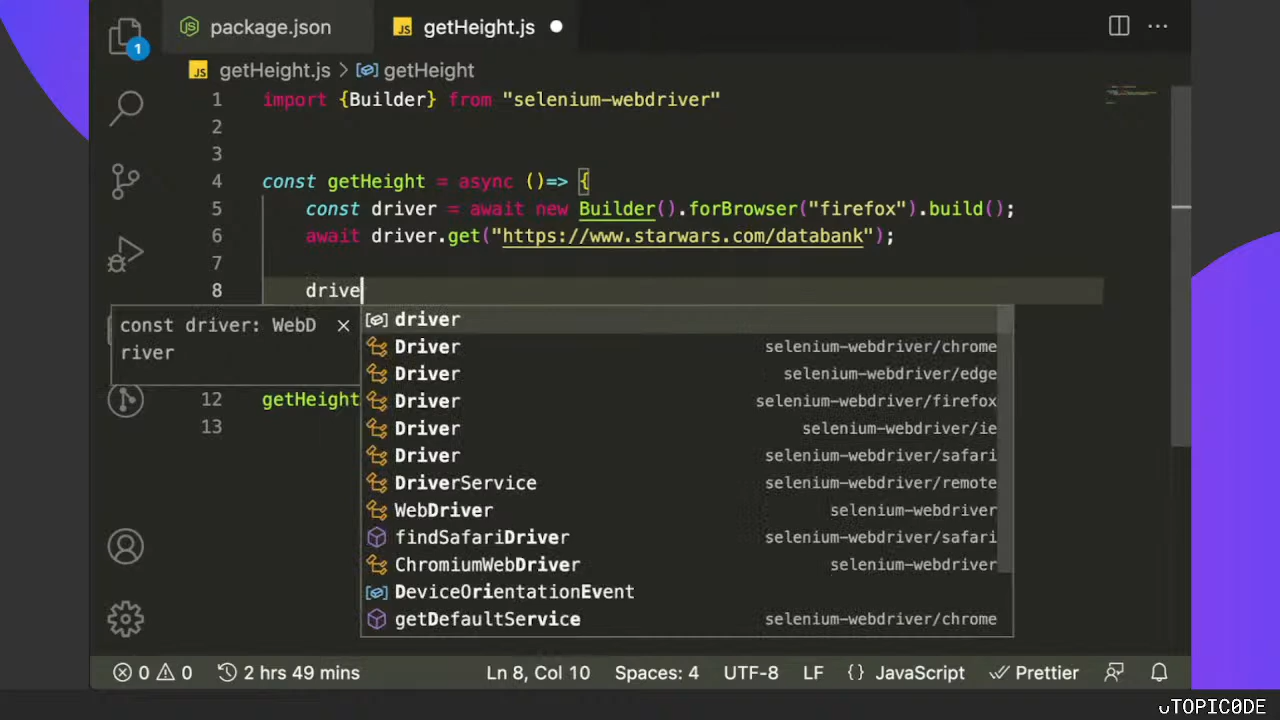 1
JS package.json
JS getHeight.js
JS getHeight.js > getHeight
1 import {Builder} from "selenium-webdriver"
2
3
4 const getHeight = async ()=> {
5 const driver = await new Builder().forBrowser("firefox").build();
6 await driver.get("https://www.starwars.com/databank");
7
8 drive
const driver: WebD
river
driver
Driver selenium-webdriver/chrome
Driver selenium-webdriver/edge
Driver selenium-webdriver/firefox
Driver selenium-webdriver/ie
Driver selenium-webdriver/safari
DriverService selenium-webdriver/remote
WebDriver selenium-webdriver
findSafariDriver selenium-webdriver/safari
ChromiumWebDriver selenium-webdriver
DeviceOrientationEvent
getDefaultService selenium-webdriver/chrome
12 getHeight
13
0 0 2 hrs 49 mins Ln 8, Col 10 Spaces: 4 UTF-8 LF {} JavaScript Prettier